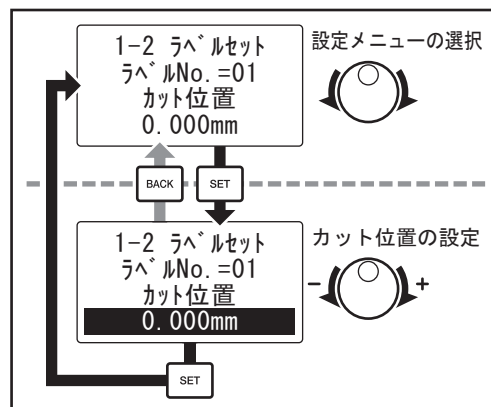 1-2 ﾗﾍﾞﾙｾｯﾄ
ﾗﾍﾞﾙNo.=01
ｶｯﾄ位置
0.000mm
設定メニューの選択
BACK
SET
1-2 ﾗﾍﾞﾙｾｯﾄ
ﾗﾍﾞﾙNo.=01
ｶｯﾄ位置
0.000mm
カット位置の設定
- +
SET